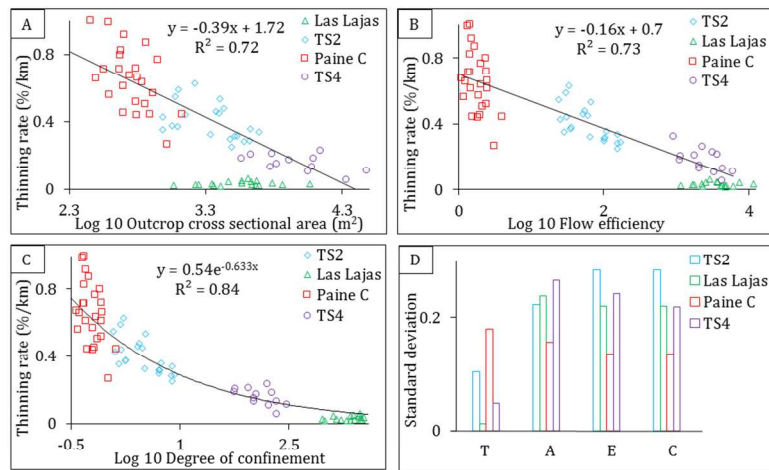 A
y = -0.39x + 1.72
R² = 0.72
Las Lajas
TS2
Paine C
TS4
Thinning rate (%/km)
0.8
0.4
0
2.3
3.3
4.3
Log 10 Outcrop cross sectional area (m²)
B
y = -0.16x + 0.7
R² = 0.73
TS2
Las Lajas
Paine C
TS4
Thinning rate (%/km)
0.8
0.4
0
0
2
4
Log 10 Flow efficiency
C
y = 0.54e^-0.633x
R² = 0.84
TS2
Las Lajas
Paine C
TS4
Thinning rate (%/km)
0.8
0.4
0
-0.5
1
2.5
Log 10 Degree of confinement
D
TS2
Las Lajas
Paine C
TS4
Standard deviation
0.2
0
T
A
E
C